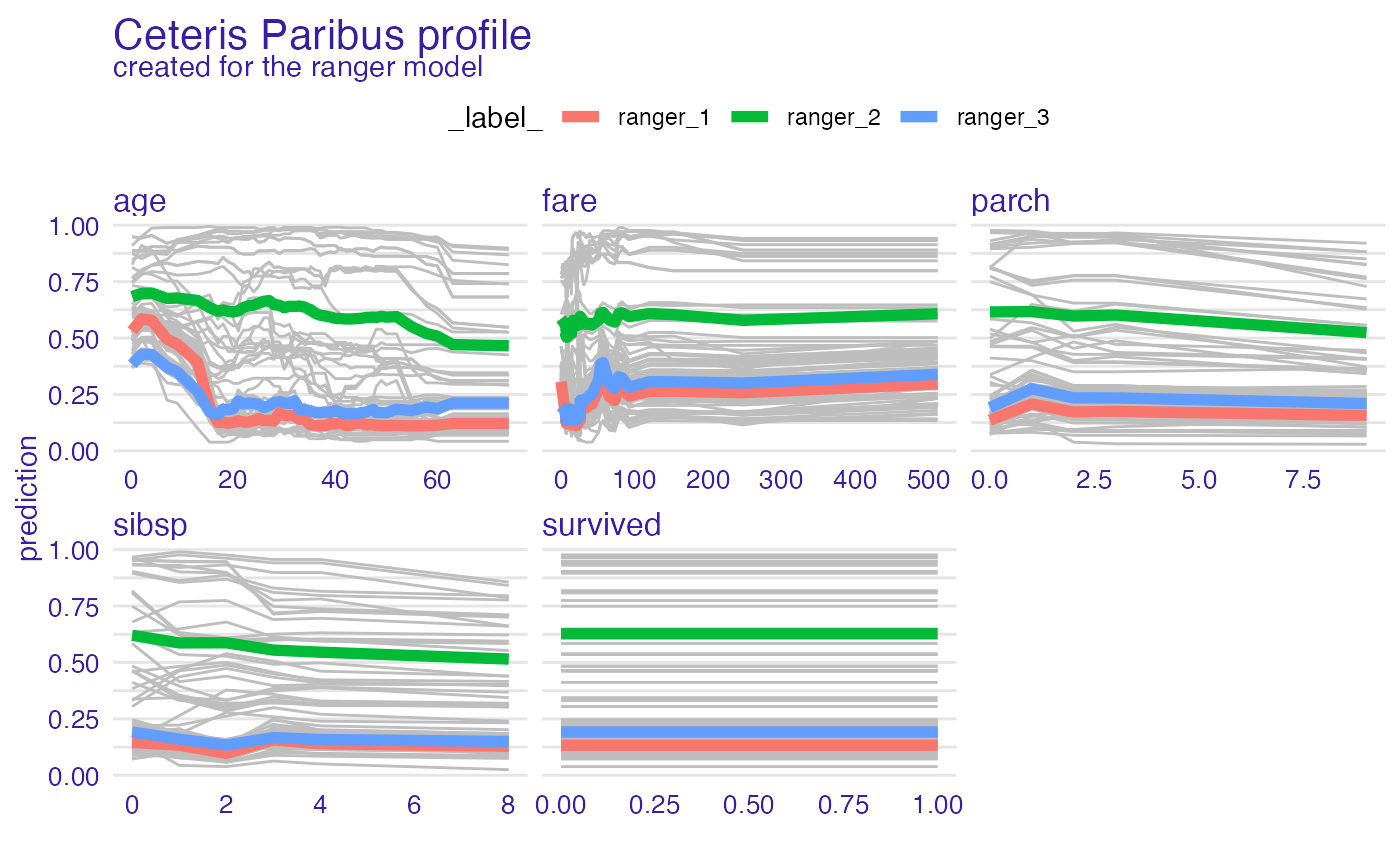 Ceteris Paribus profile
created for the ranger model
_label_ ranger_1 ranger_2 ranger_3
age fare parch
1.00
0.75
0.50
0.25
0.00
0 20 40 60 0 100 200 300 400 500 0.0 2.5 5.0 7.5
prediction
sibsp survived
1.00
0.75
0.50
0.25
0.00
0 2 4 6 8 0.00 0.25 0.50 0.75 1.00